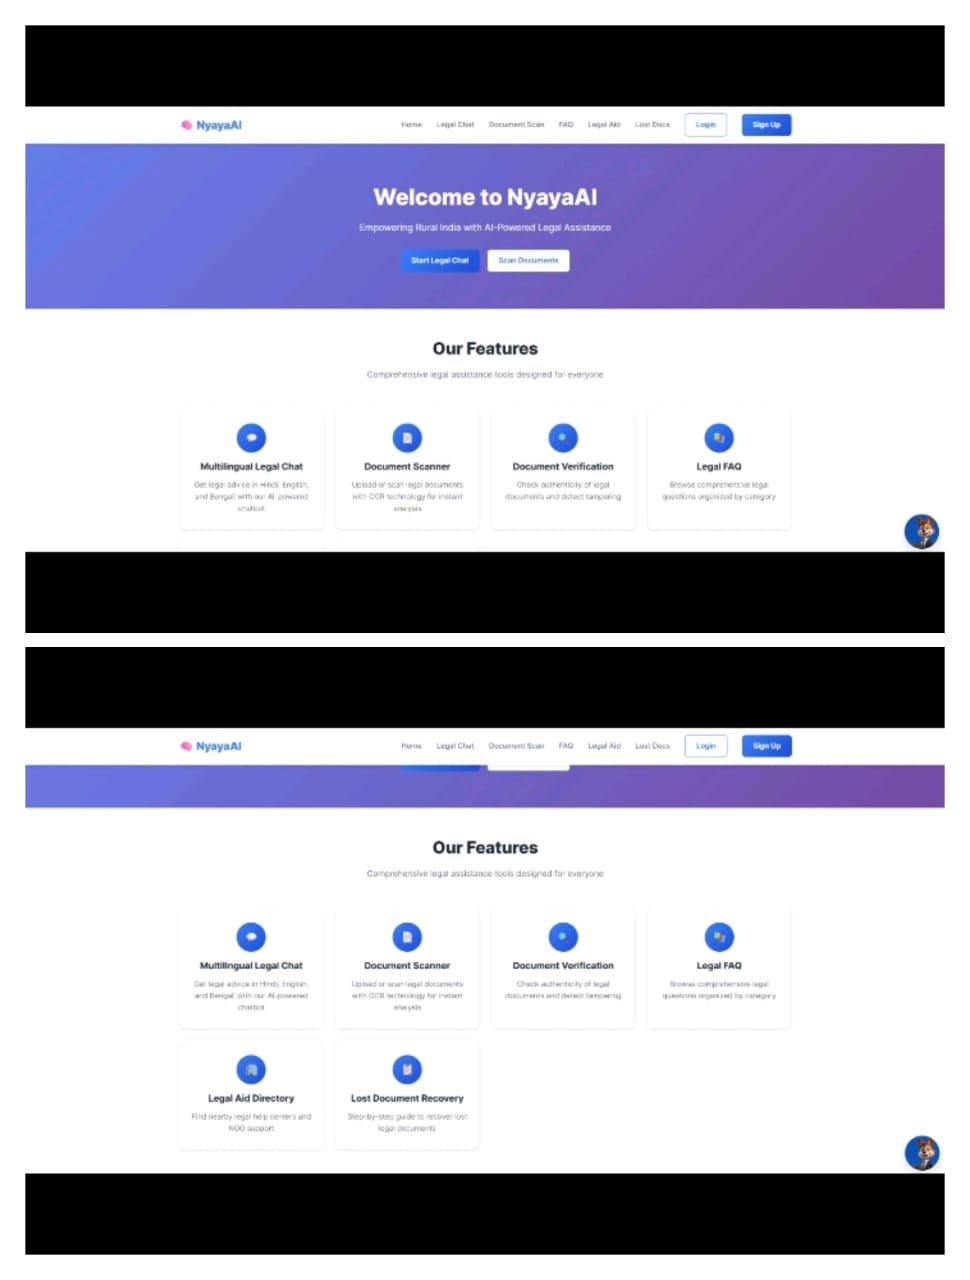 NyayaAI
Home Legal Chat Document Scan FAQ Legal Aid Lost Docs Login Sign Up
Welcome to NyayaAI
Empowering Rural India with AI-Powered Legal Assistance
Start Legal Chat Scan Documents
Our Features
Comprehensive legal assistance tools designed for everyone
Multilingual Legal Chat
Get legal advice in Hindi, English,
and Bengali with our AI-powered
chatbot
Document Scanner
Upload or scan legal documents
with OCR technology for instant
analysis
Document Verification
Check authenticity of legal
documents and detect tampering
Legal FAQ
Browse comprehensive legal
questions organized by category
NyayaAI
Home Legal Chat Document Scan FAQ Legal Aid Lost Docs Login Sign Up
Our Features
Comprehensive legal assistance tools designed for everyone
Multilingual Legal Chat
Get legal advice in Hindi, English,
and Bengali with our AI-powered
chatbot
Document Scanner
Upload or scan legal documents
with OCR technology for instant
analysis
Document Verification
Check authenticity of legal
documents and detect tampering
Legal FAQ
Browse comprehensive legal
questions organized by category
Legal Aid Directory
Find nearby legal help centers and
NGO support
Lost Document Recovery
Step-by-step guide to recover lost
legal documents